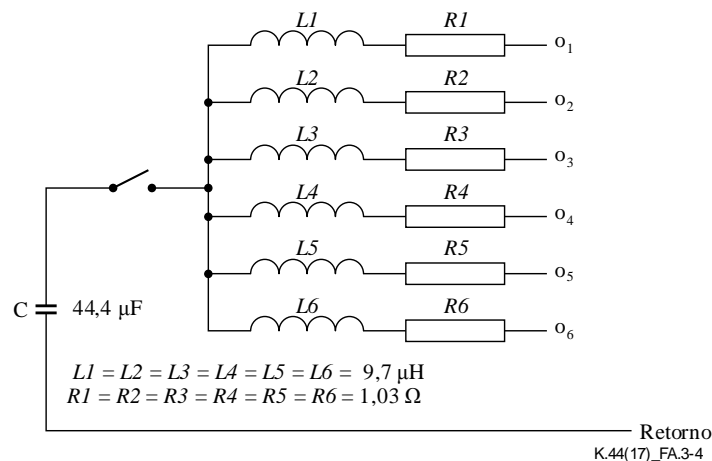 L1
R1
o1
L2
R2
o2
L3
R3
o3
L4
R4
o4
L5
R5
o5
C 44,4 μF
L6
R6
o6
L1 = L2 = L3 = L4 = L5 = L6 = 9,7 μH
R1 = R2 = R3 = R4 = R5 = R6 = 1,03 Ω
Retorno
K.44(17)_FA.3-4